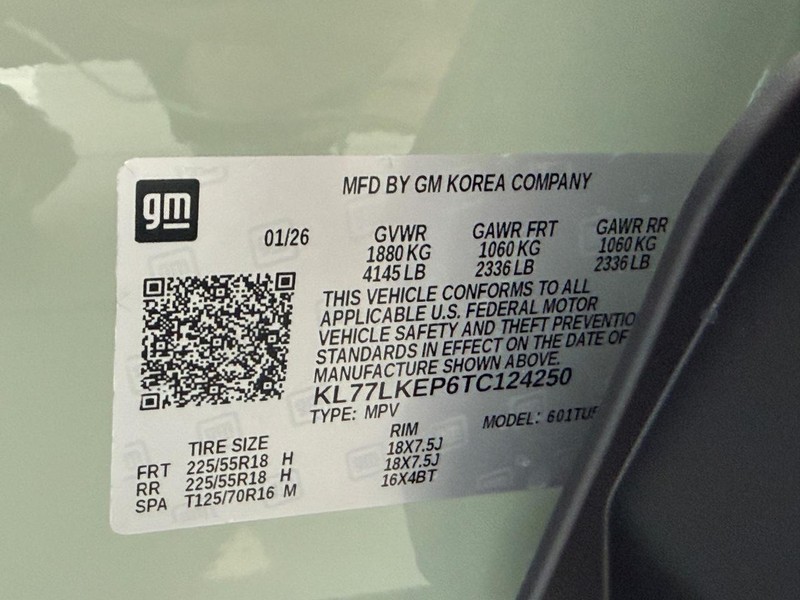 gm
MFD BY GM KOREA COMPANY
01/26 GVWR GAWR FRT GAWR RR
1880 KG 1060 KG 1060 KG
4145 LB 2336 LB 2336 LB
THIS VEHICLE CONFORMS TO ALL
APPLICABLE U.S. FEDERAL MOTOR
VEHICLE SAFETY AND THEFT PREVENTIO
STANDARDS IN EFFECT ON THE DATE OF
MANUFACTURE SHOWN ABOVE.
KL77LKEP6TC124250
TYPE: MPV MODEL: 601TU
TIRE SIZE RIM
FRT 225/55R18 H 18X7.5J
RR 225/55R18 H 18X7.5J
SPA T125/70R16 M 16X4BT